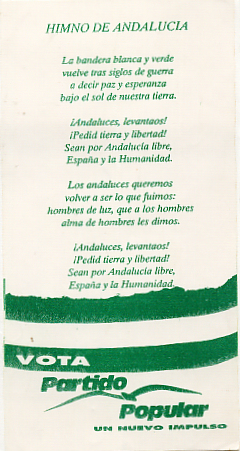 HIMNO DE ANDALUCIA
La bandera blanca y verde
vuelve tras siglos de guerra
a decir paz y esperanza
bajo el sol de nuestra tierra.
¡Andaluces, levantaos!
¡Pedid tierra y libertad!
Sean por Andalucía libre,
España y la Humanidad.
Los andaluces queremos
volver a ser lo que fuimos:
hombres de luz, que a los hombres
alma de hombres les dimos.
¡Andaluces, levantaos!
¡Pedid tierra y libertad!
Sean por Andalucía libre,
España y la Humanidad.
VOTA
Partido
Popular
UN NUEVO IMPULSO